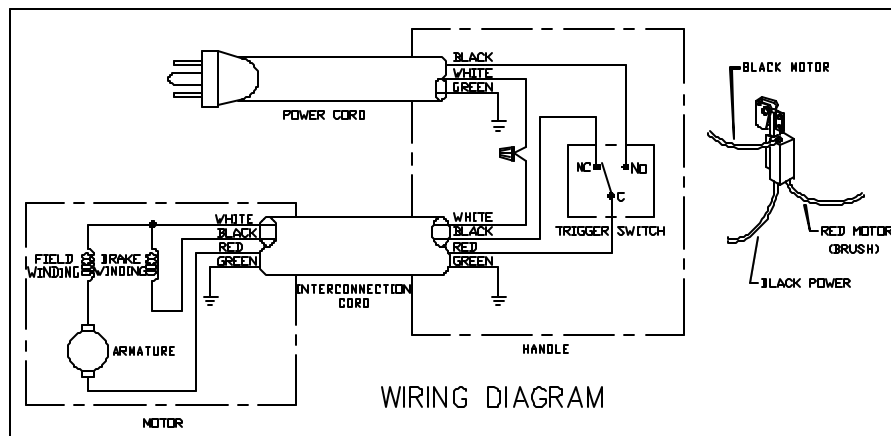 BLACK
WHITE
GREEN
POWER CORD
BLACK MOTOR
NC
NO
C
TRIGGER SWITCH
WHITE
BLACK
RED
GREEN
WHITE
BLACK
RED
GREEN
FIELD
WINDING
BRAKE
WINDING
INTERCONNECTION
CORD
RED MOTOR
(BRUSH)
BLACK POWER
ARMATURE
HANDLE
WIRING DIAGRAM
MOTOR